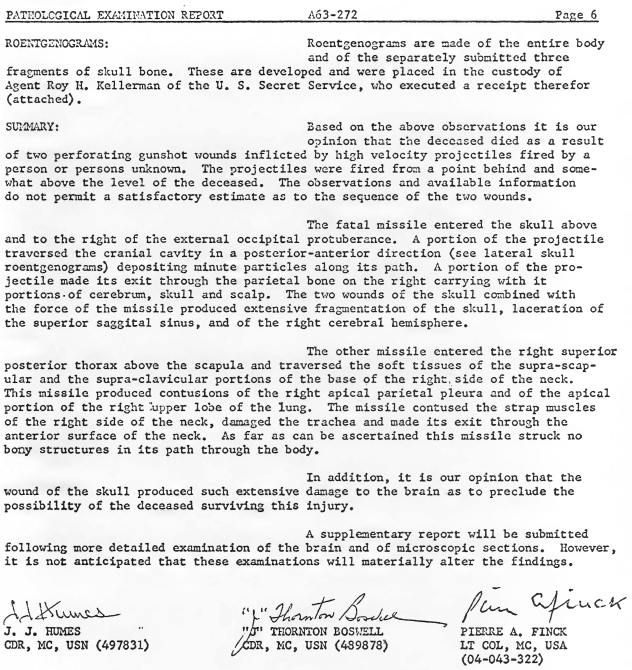 PATHOLOGICAL EXAMINATION REPORT A63-272 Page 6
ROENTGENOGRAMS: Roentgenograms are made of the entire body
and of the separately submitted three
fragments of skull bone. These are developed and were placed in the custody of
Agent Roy H. Kellerman of the U. S. Secret Service, who executed a receipt therefor
(attached).
SUMMARY: Based on the above observations it is our
opinion that the deceased died as a result
of two perforating gunshot wounds inflicted by high velocity projectiles fired by a
person or persons unknown. The projectiles were fired from a point behind and some-
what above the level of the deceased. The observations and available information
do not permit a satisfactory estimate as to the sequence of the two wounds.
The fatal missile entered the skull above
and to the right of the external occipital protuberance. A portion of the projectile
traversed the cranial cavity in a posterior-anterior direction (see lateral skull
roentgenograms) depositing minute particles along its path. A portion of the pro-
jectile made its exit through the parietal bone on the right carrying with it
portions of cerebrum, skull and scalp. The two wounds of the skull combined with
the force of the missile produced extensive fragmentation of the skull, laceration of
the superior saggital sinus, and of the right cerebral hemisphere.
The other missile entered the right superior
posterior thorax above the scapula and traversed the soft tissues of the supra-scap-
ular and the supra-clavicular portions of the base of the right side of the neck.
This missile produced contusions of the right apical parietal pleura and of the apical
portion of the right upper lobe of the lung. The missile contused the strap muscles
of the right side of the neck, damaged the trachea and made its exit through the
anterior surface of the neck. As far as can be ascertained this missile struck no
bony structures in its path through the body.
In addition, it is our opinion that the
wound of the skull produced such extensive damage to the brain as to preclude the
possibility of the deceased surviving this injury.
A supplementary report will be submitted
following more detailed examination of the brain and of microscopic sections. However,
it is not anticipated that these examinations will materially alter the findings.
JJHumes "J" Thornton Boswell Pierre A Finck
J. J. HUMES "J" THORNTON BOSWELL PIERRE A. FINCK
CDR, MC, USN (497831) CDR, MC, USN (489878) LT COL, MC, USA
(04-043-322)